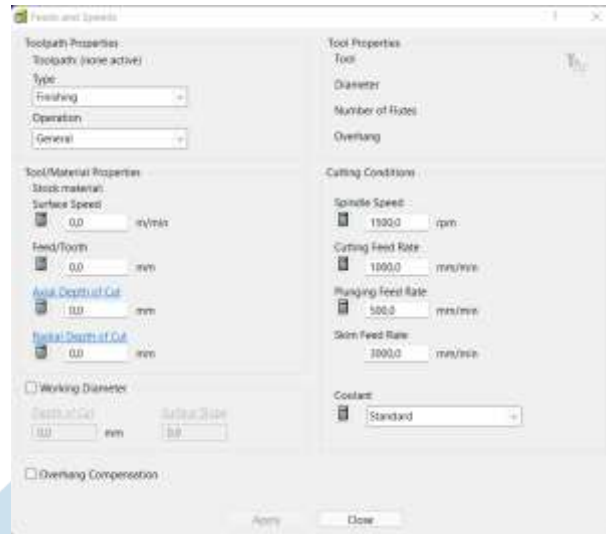 Feeds and Speeds
Toolpath Properties
Toolpath: (none active)
Type
Finishing
Operation
General
Tool Properties
Tool
Diameter
Number of Flutes
Overhang
Tool/Material Properties
Stock material:
Surface Speed
0,0 m/min
Feed/Tooth
0,0 mm
Axial Depth of Cut
0,0 mm
Radial Depth of Cut
0,0 mm
Working Diameter
Depth of Cut Surface Slope
0,0 mm 0,0
Overhang Compensation
Cutting Conditions
Spindle Speed
1500,0 rpm
Cutting Feed Rate
1000,0 mm/min
Plunging Feed Rate
500,0 mm/min
Skim Feed Rate
3000,0 mm/min
Coolant
Standard
Apply Close